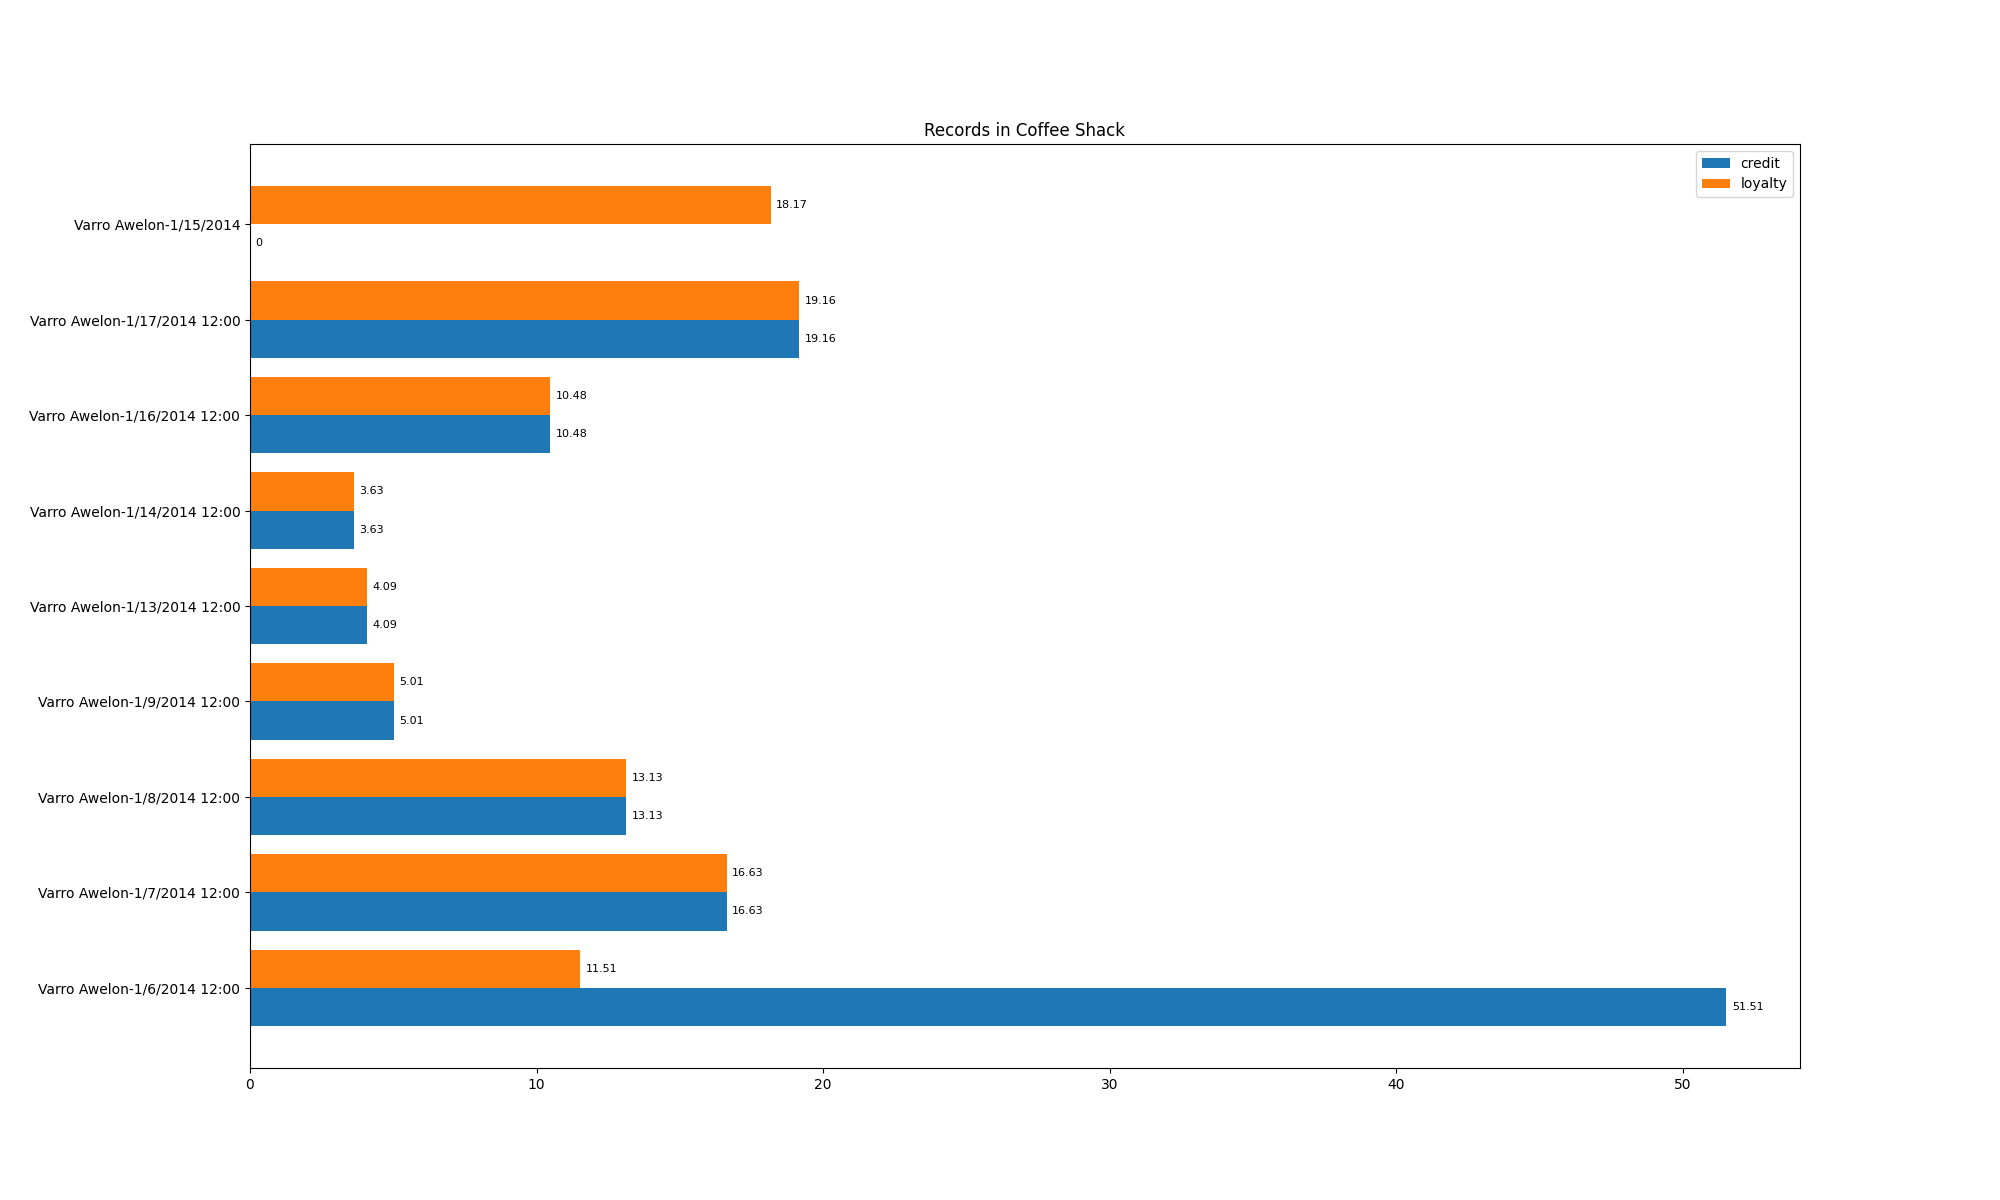 Records in Coffee Shack
credit
loyalty
Varro Awelon-1/15/2014
18.17
0
Varro Awelon-1/17/2014 12:00
19.16
19.16
Varro Awelon-1/16/2014 12:00
10.48
10.48
Varro Awelon-1/14/2014 12:00
3.63
3.63
Varro Awelon-1/13/2014 12:00
4.09
4.09
Varro Awelon-1/9/2014 12:00
5.01
5.01
Varro Awelon-1/8/2014 12:00
13.13
13.13
Varro Awelon-1/7/2014 12:00
16.63
16.63
Varro Awelon-1/6/2014 12:00
11.51
51.51
0 10 20 30 40 50